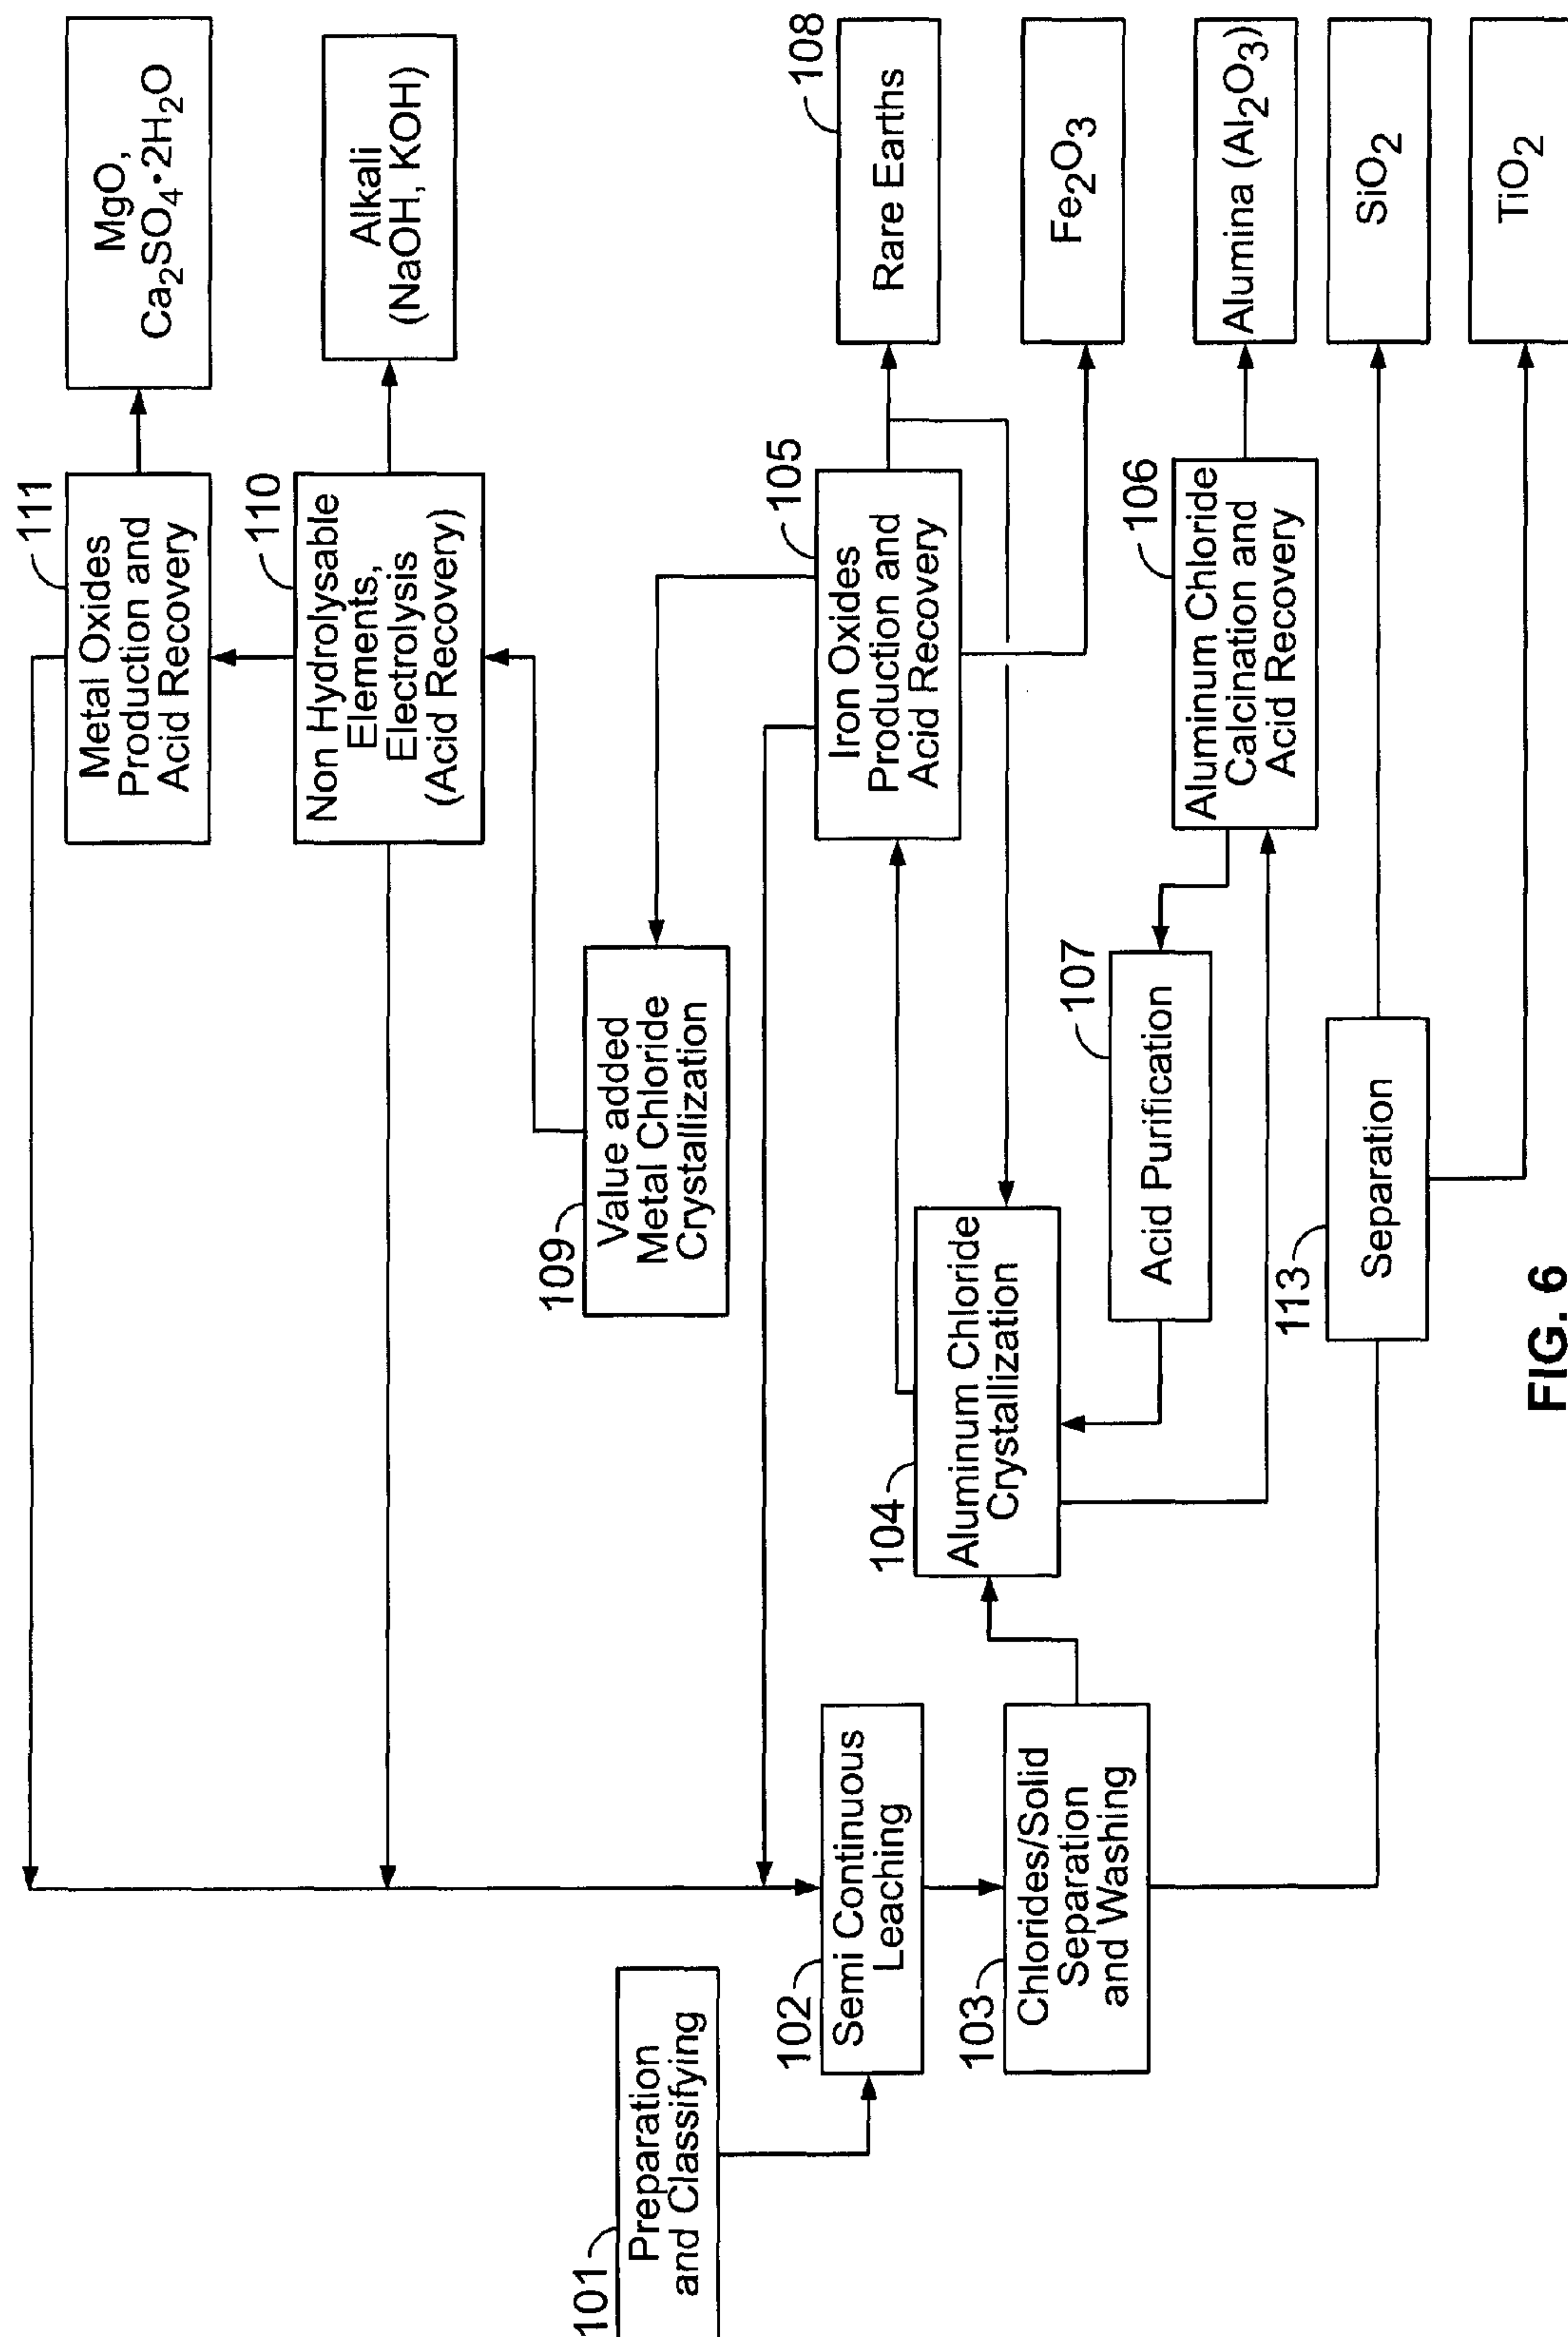 111
Metal Oxides
Production and
Acid Recovery
MgO,
Ca₂SO₄•2H₂O
110
Non Hydrolysable
Elements,
Electrolysis
(Acid Recovery)
Alkali
(NaOH, KOH)
109
Value added
Metal Chloride
Crystallization
101
Preparation
and Classifying
102
Semi Continuous
Leaching
103
Chlorides/Solid
Separation
and Washing
104
Aluminum Chloride
Crystallization
105
Iron Oxides
Production and
Acid Recovery
108
Rare Earths
Fe₂O₃
107
Acid Purification
106
Aluminum Chloride
Calcination and
Acid Recovery
Alumina (Al₂O₃)
113
Separation
SiO₂
TiO₂
FIG. 6